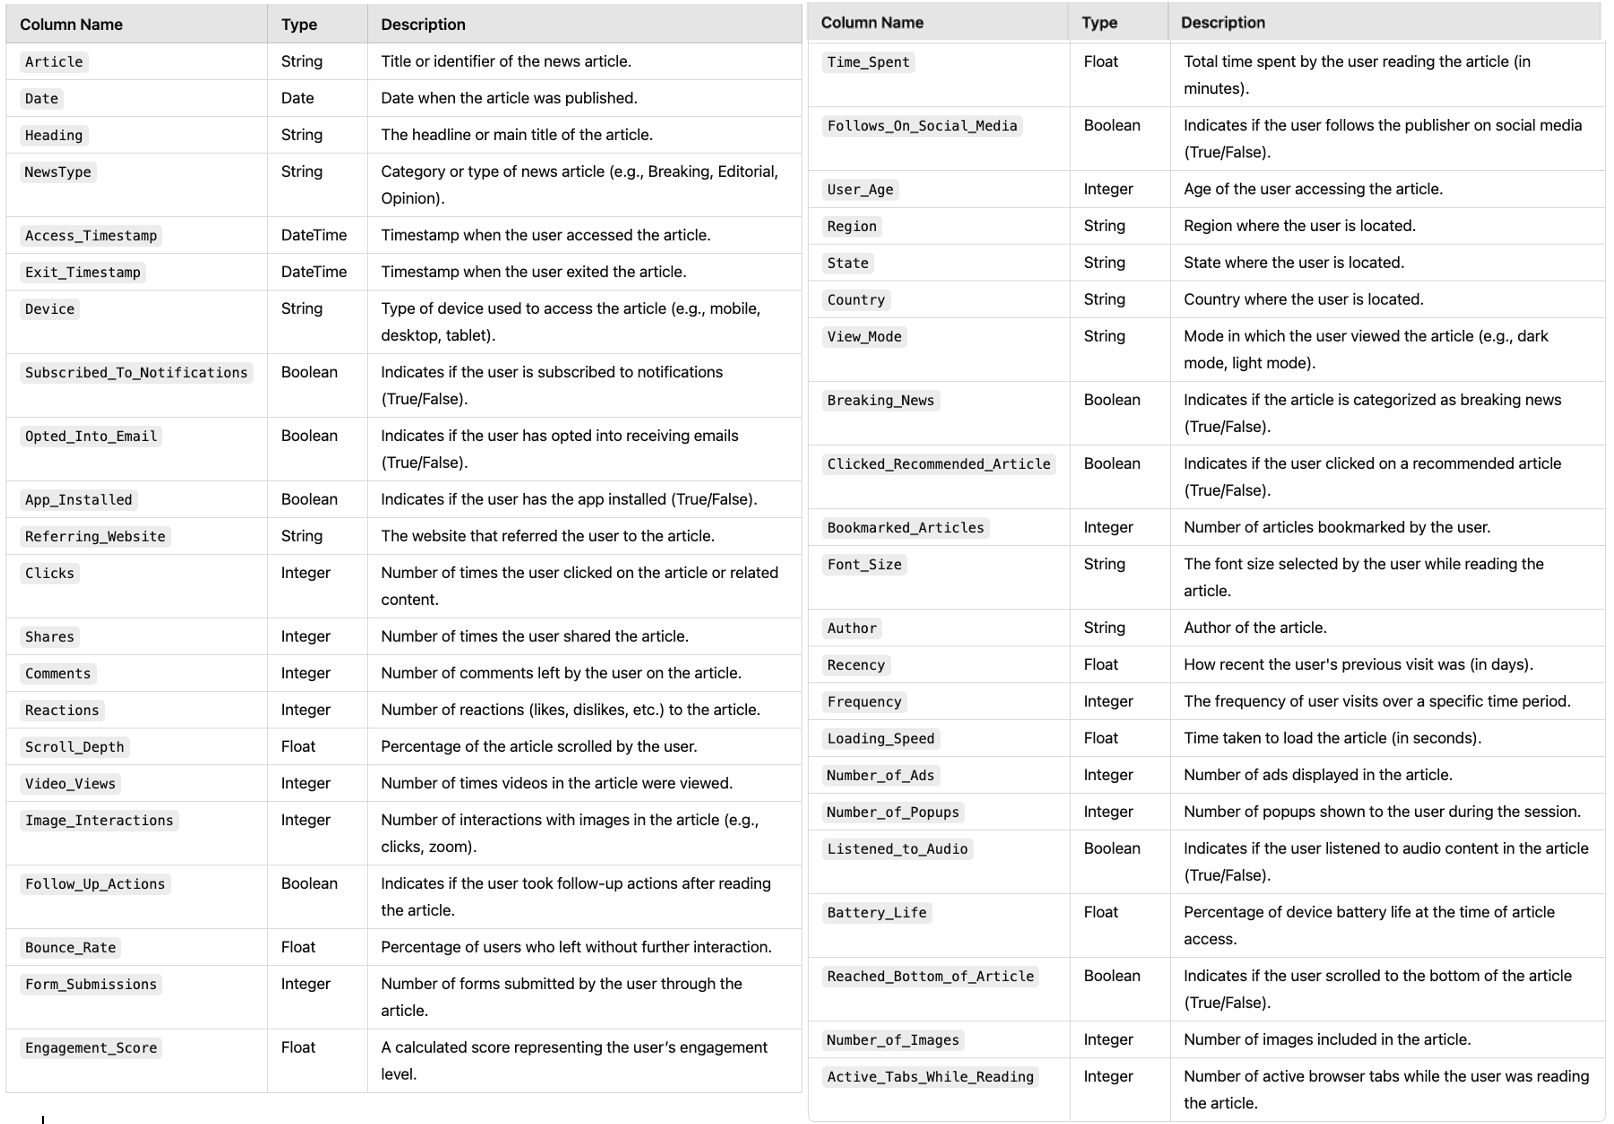 Column Name Type Description
Article String Title or identifier of the news article.
Date Date Date when the article was published.
Heading String The headline or main title of the article.
NewsType String Category or type of news article (e.g., Breaking, Editorial,
Opinion).
Access_Timestamp DateTime Timestamp when the user accessed the article.
Exit_Timestamp DateTime Timestamp when the user exited the article.
Device String Type of device used to access the article (e.g., mobile,
desktop, tablet).
Subscribed_To_Notifications Boolean Indicates if the user is subscribed to notifications
(True/False).
Opted_Into_Email Boolean Indicates if the user has opted into receiving emails
(True/False).
App_Installed Boolean Indicates if the user has the app installed (True/False).
Referring_Website String The website that referred the user to the article.
Clicks Integer Number of times the user clicked on the article or related
content.
Shares Integer Number of times the user shared the article.
Comments Integer Number of comments left by the user on the article.
Reactions Integer Number of reactions (likes, dislikes, etc.) to the article.
Scroll_Depth Float Percentage of the article scrolled by the user.
Video_Views Integer Number of times videos in the article were viewed.
Image_Interactions Integer Number of interactions with images in the article (e.g.,
clicks, zoom).
Follow_Up_Actions Boolean Indicates if the user took follow-up actions after reading
the article.
Bounce_Rate Float Percentage of users who left without further interaction.
Form_Submissions Integer Number of forms submitted by the user through the
article.
Engagement_Score Float A calculated score representing the user's engagement
level.
Column Name Type Description
Time_Spent Float Total time spent by the user reading the article (in
minutes).
Follows_On_Social_Media Boolean Indicates if the user follows the publisher on social media
(True/False).
User_Age Integer Age of the user accessing the article.
Region String Region where the user is located.
State String State where the user is located.
Country String Country where the user is located.
View_Mode String Mode in which the user viewed the article (e.g., dark
mode, light mode).
Breaking_News Boolean Indicates if the article is categorized as breaking news
(True/False).
Clicked_Recommended_Article Boolean Indicates if the user clicked on a recommended article
(True/False).
Bookmarked_Articles Integer Number of articles bookmarked by the user.
Font_Size String The font size selected by the user while reading the
article.
Author String Author of the article.
Recency Float How recent the user's previous visit was (in days).
Frequency Integer The frequency of user visits over a specific time period.
Loading_Speed Float Time taken to load the article (in seconds).
Number_of_Ads Integer Number of ads displayed in the article.
Number_of_Popups Integer Number of popups shown to the user during the session.
Listened_to_Audio Boolean Indicates if the user listened to audio content in the article
(True/False).
Battery_Life Float Percentage of device battery life at the time of article
access.
Reached_Bottom_of_Article Boolean Indicates if the user scrolled to the bottom of the article
(True/False).
Number_of_Images Integer Number of images included in the article.
Active_Tabs_While_Reading Integer Number of active browser tabs while the user was reading
the article.